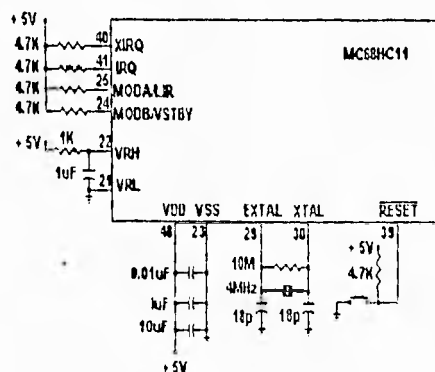 + 5V
4.7K 40 XIRQ MC68HC11
4.7K 41 IRQ
4.7K 25 MODA/LIR
4.7K 24 MODB/VSTBY
1K
+ 5V 22 VRH
1uF 21 VRL
VDD VSS EXTAL XTAL RESET
48 23 29 30 39
+ 5V
0.01uF 10M 4.7K
1uF 4MHz
10uF 18p 18p
+ 5V